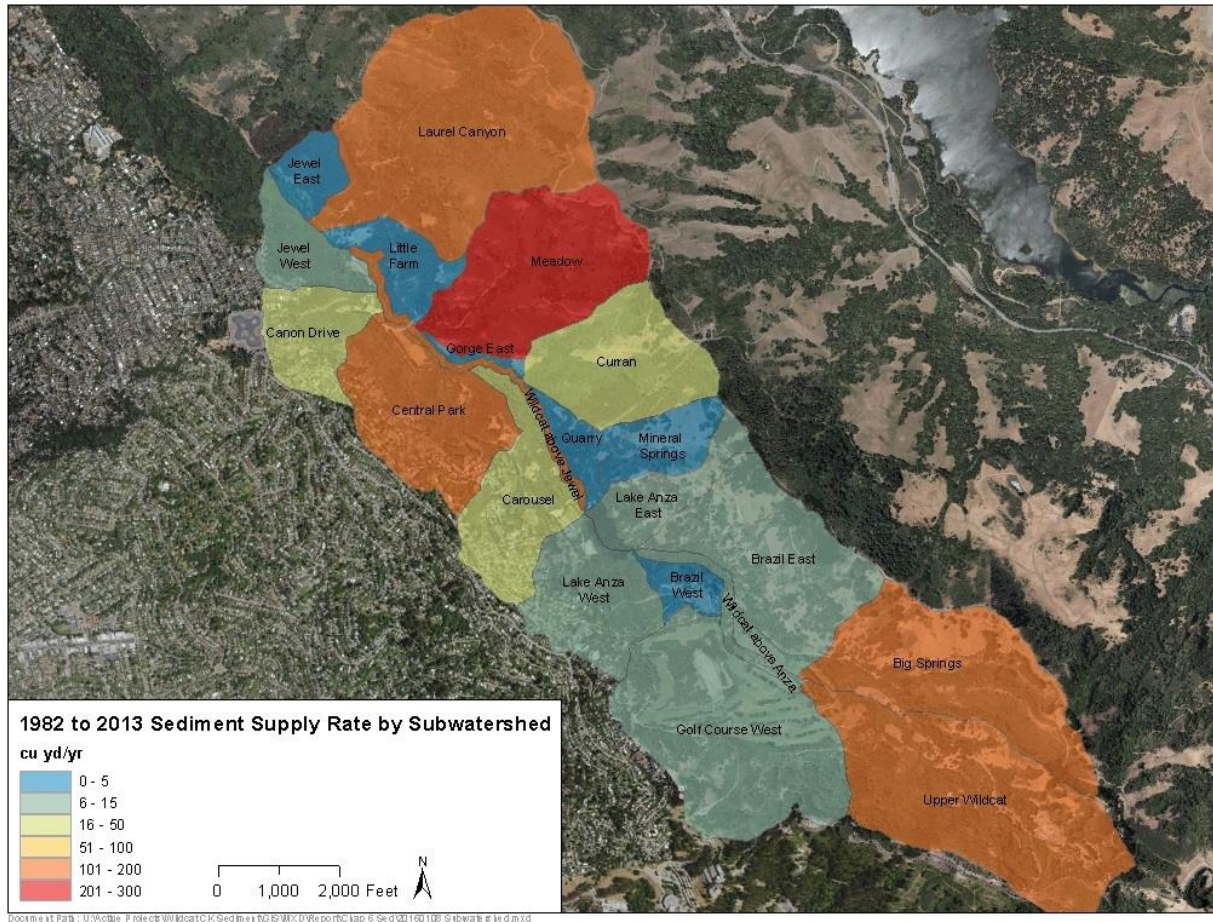 Laurel Canyon
Jewel
East
Jewel
West
Little
Farm
Meadow
Canon Drive
Gorge East
Curran
Central Park
Wildcat above Jewel
Quarry
Mineral
Springs
Carousel
Lake Anza
East
Brazil East
Lake Anza
West
Brazil
West
Wildcat above Anza
Big Springs
Golf Course West
Upper Wildcat
1982 to 2013 Sediment Supply Rate by Subwatershed
cu yd/yr
0 - 5
6 - 15
16 - 50
51 - 100
101 - 200
201 - 300
N
0 1,000 2,000 Feet